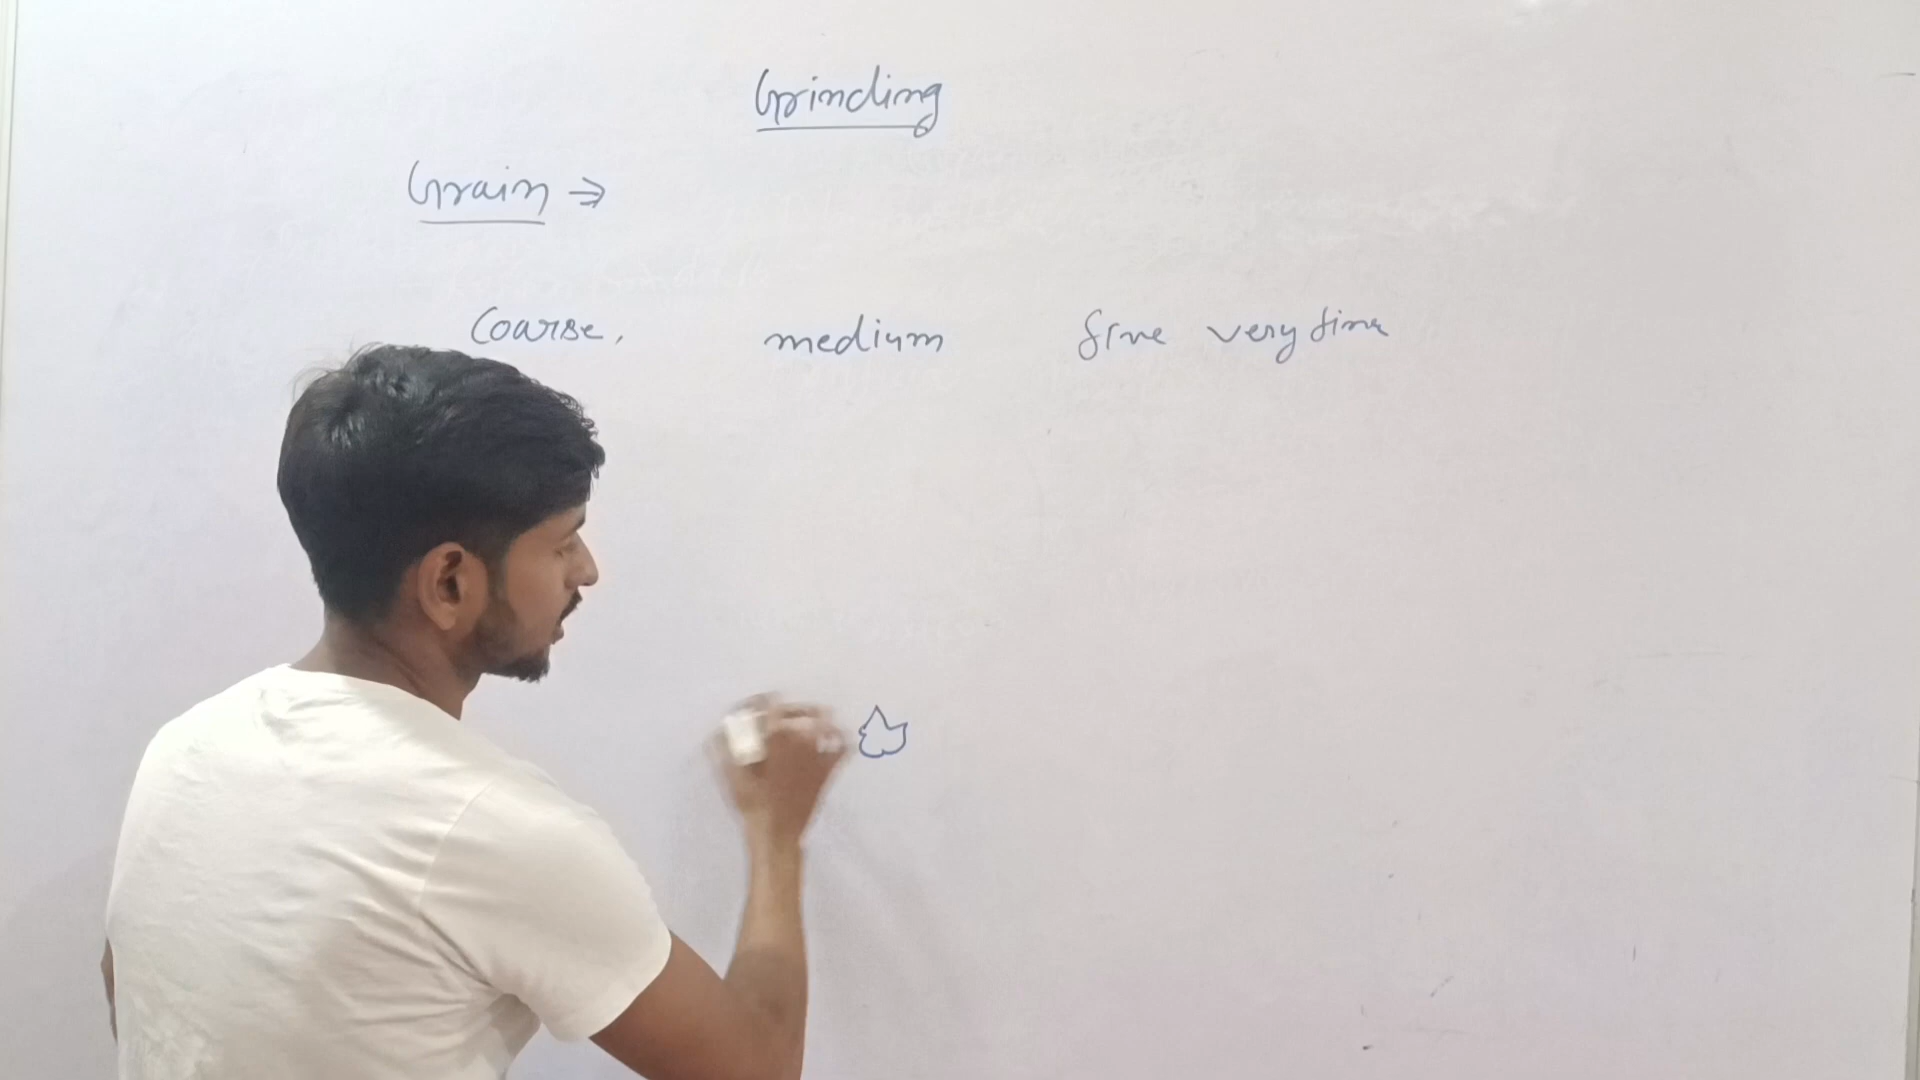 Grinding
Grain ⇒
Coarse, medium fine very fine